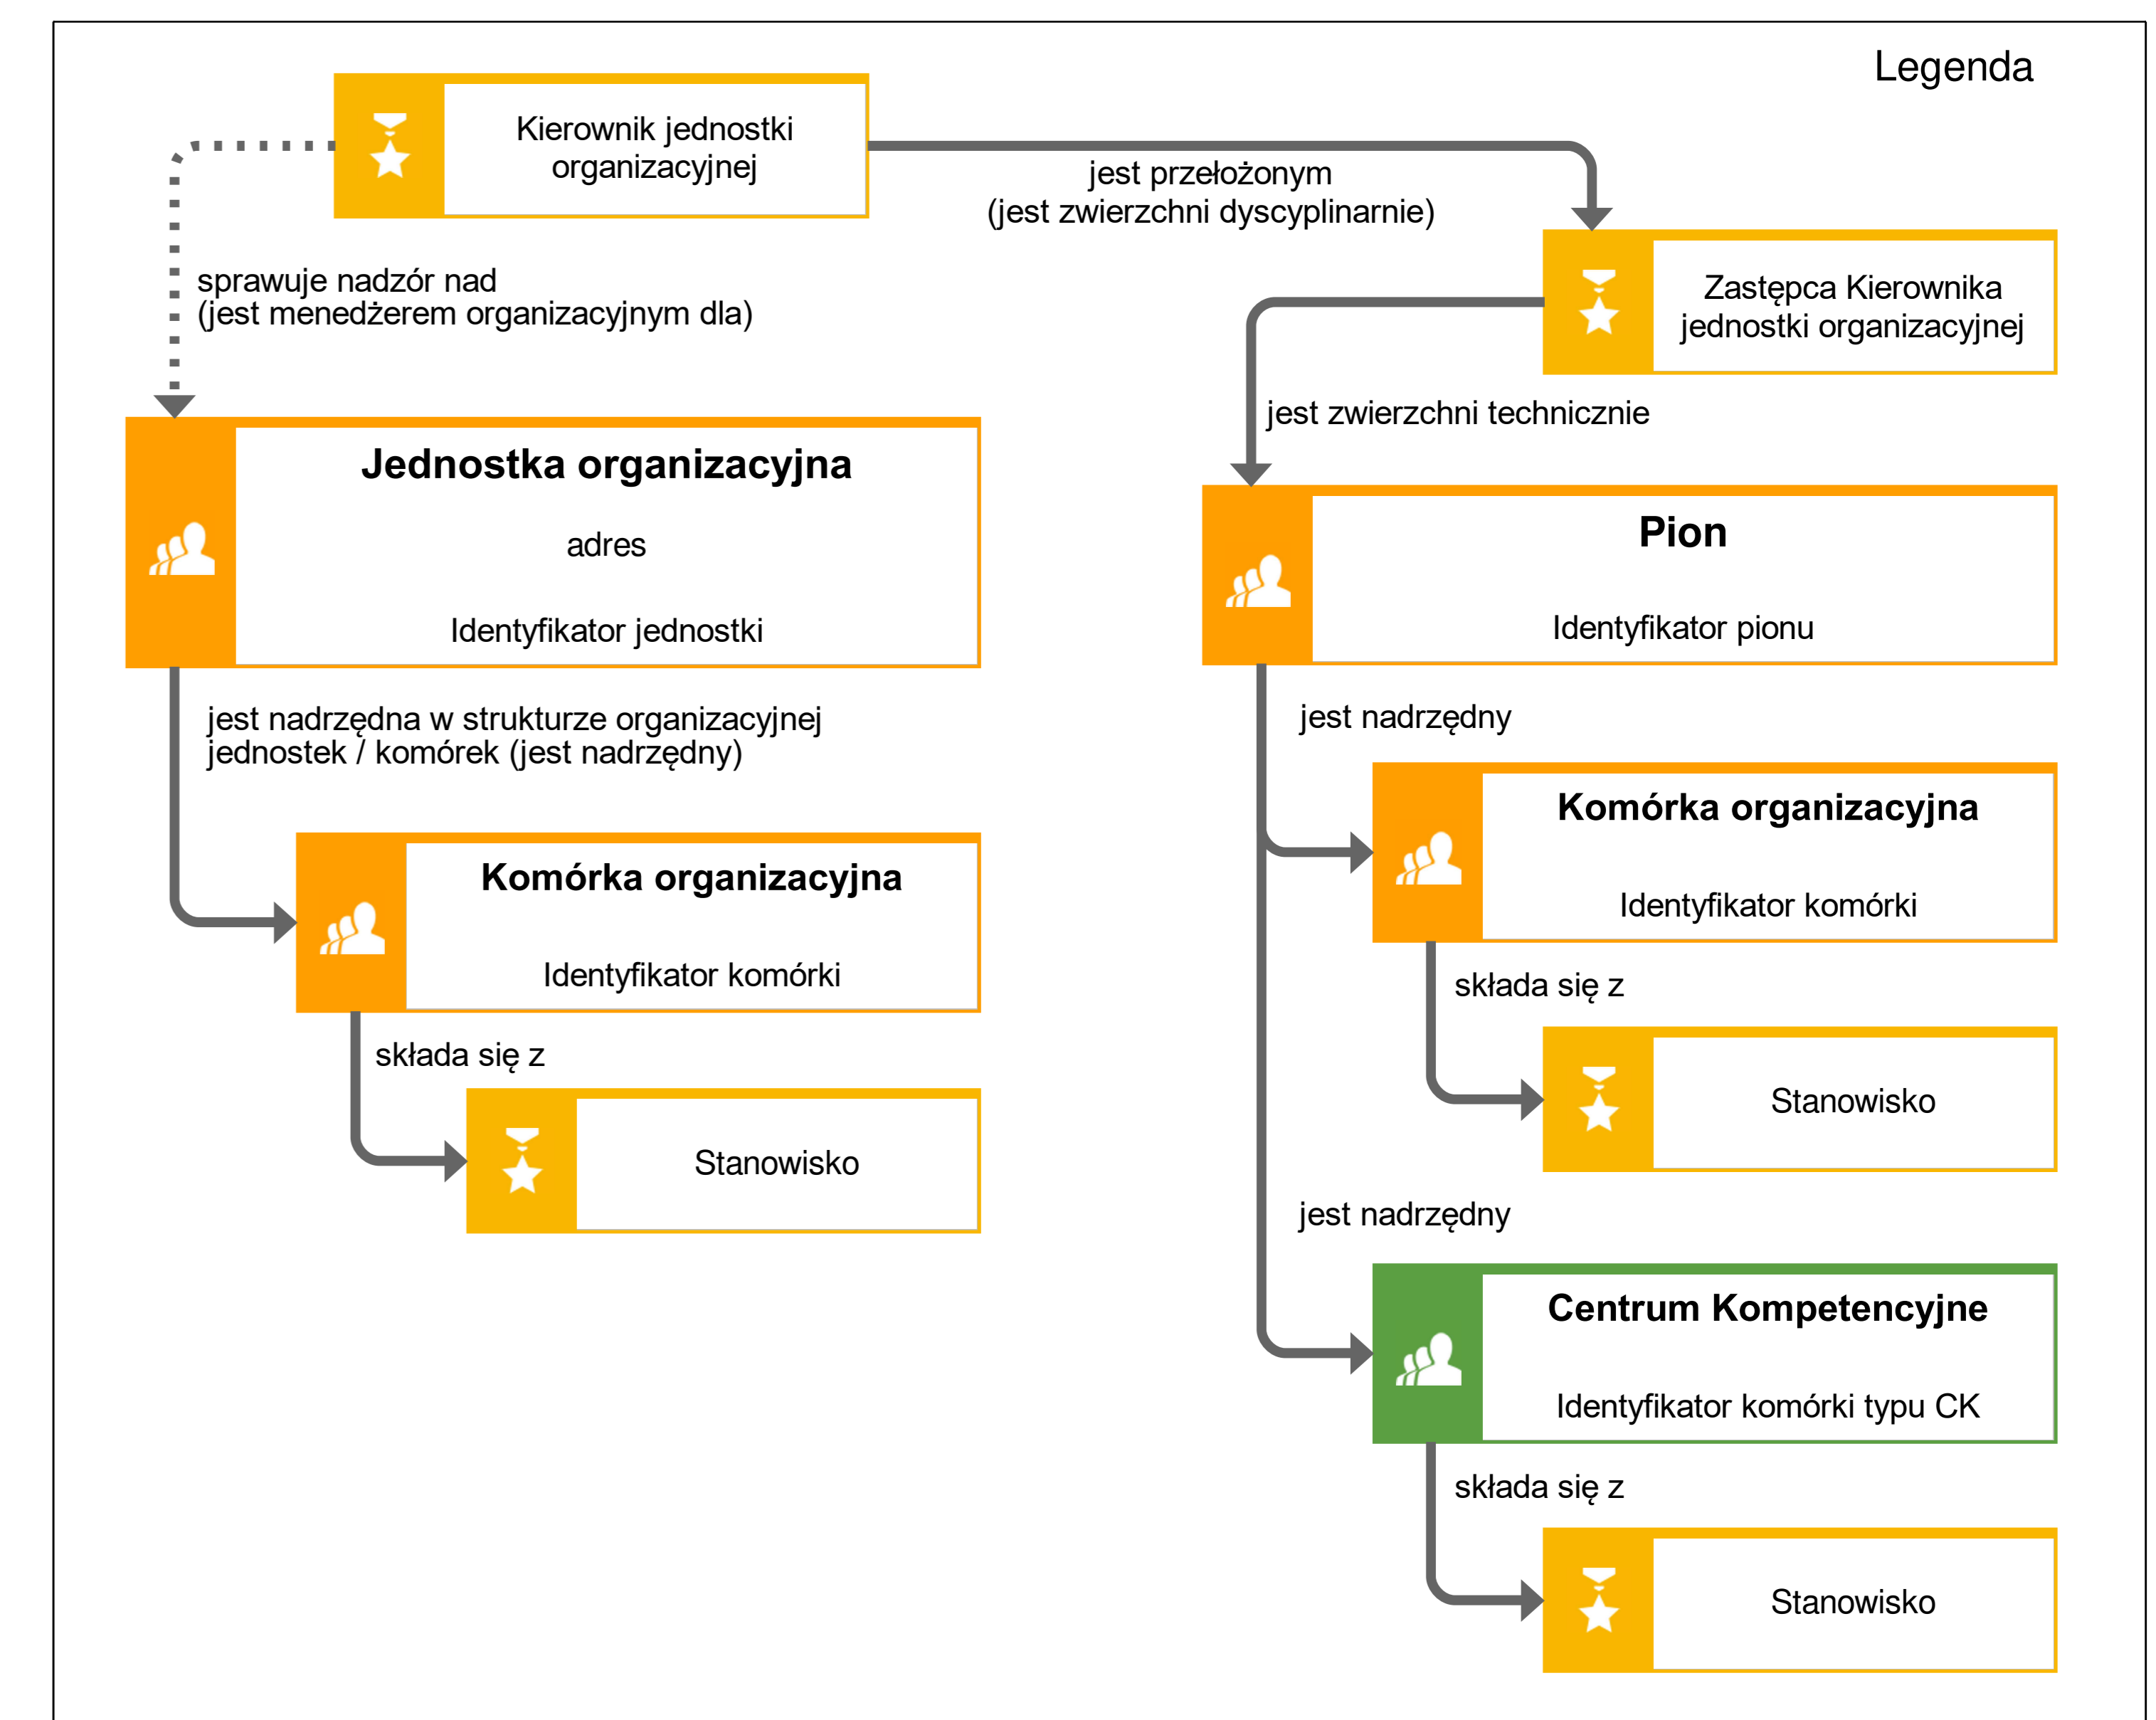 Legenda
Kierownik jednostki
organizacyjnej
jest przełożonym
(jest zwierzchni dyscyplinarnie)
sprawuje nadzór nad
(jest menedżerem organizacyjnym dla)
Zastępca Kierownika
jednostki organizacyjnej
jest zwierzchni technicznie
Jednostka organizacyjna
adres
Identyfikator jednostki
jest nadrzędna w strukturze organizacyjnej
jednostek / komórek (jest nadrzędny)
Komórka organizacyjna
Identyfikator komórki
składa się z
Stanowisko
Pion
Identyfikator pionu
jest nadrzędny
Komórka organizacyjna
Identyfikator komórki
składa się z
Stanowisko
jest nadrzędny
Centrum Kompetencyjne
Identyfikator komórki typu CK
składa się z
Stanowisko